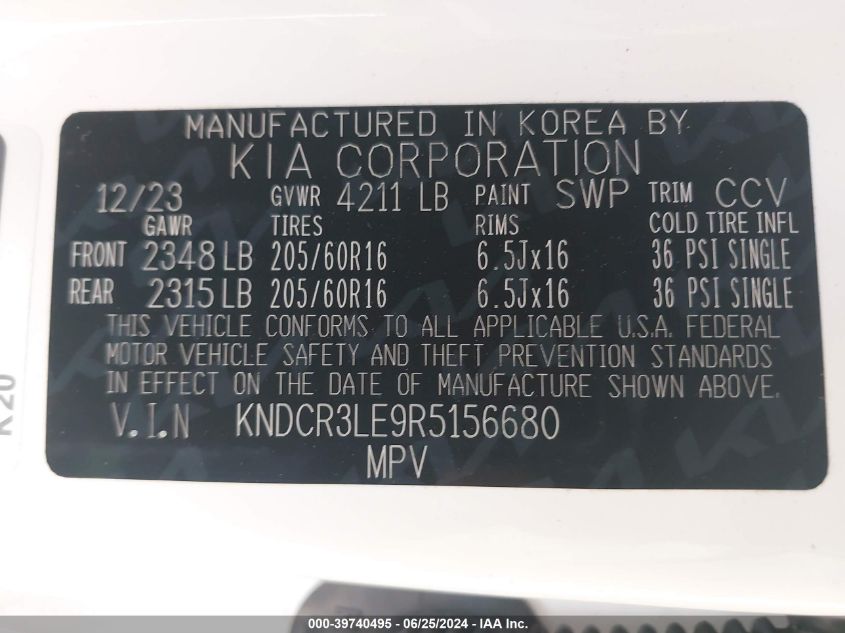 MANUFACTURED IN KOREA BY
KIA CORPORATION
12/23 GVWR 4211 LB PAINT SWP TRIM CCV
GAWR TIRES RIMS COLD TIRE INFL
FRONT 2348 LB 205/60R16 6.5Jx16 36 PSI SINGLE
REAR 2315 LB 205/60R16 6.5Jx16 36 PSI SINGLE
THIS VEHICLE CONFORMS TO ALL APPLICABLE U.S.A. FEDERAL
MOTOR VEHICLE SAFETY AND THEFT PREVENTION STANDARDS
IN EFFECT ON THE DATE OF MANUFACTURE SHOWN ABOVE.
V.I.N KNDCR3LE9R5156680
MPV
K20
000-39740495 - 06/25/2024 - IAA Inc.